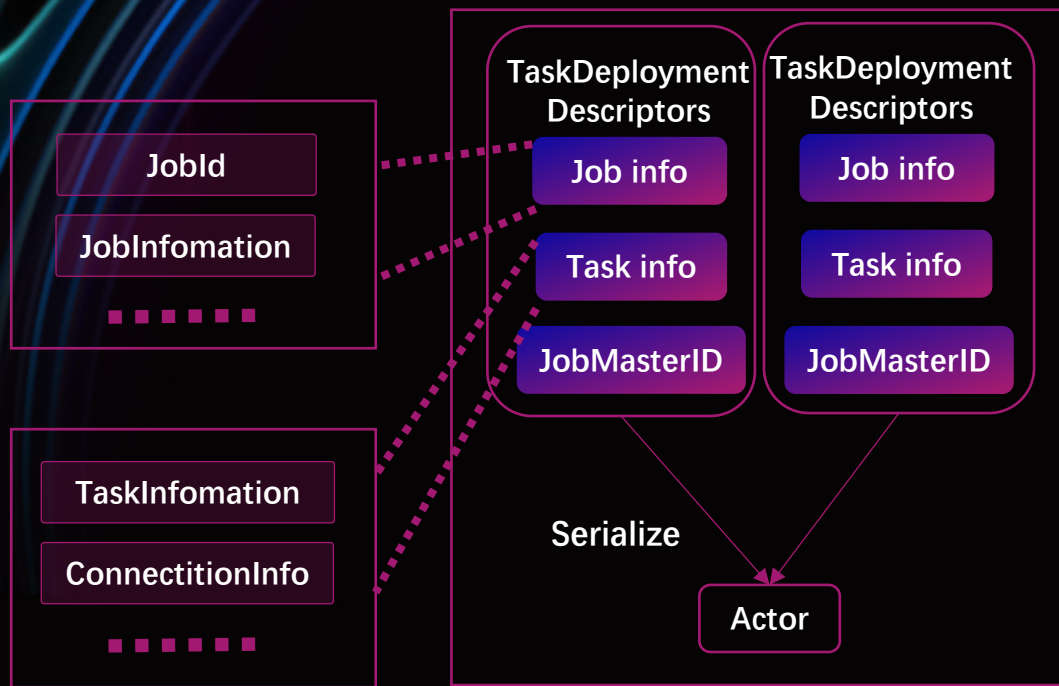 JobId
JobInfomation
TaskInfomation
ConnectitionInfo
TaskDeployment
Descriptors
Job info
Task info
JobMasterID
TaskDeployment
Descriptors
Job info
Task info
JobMasterID
Serialize
Actor